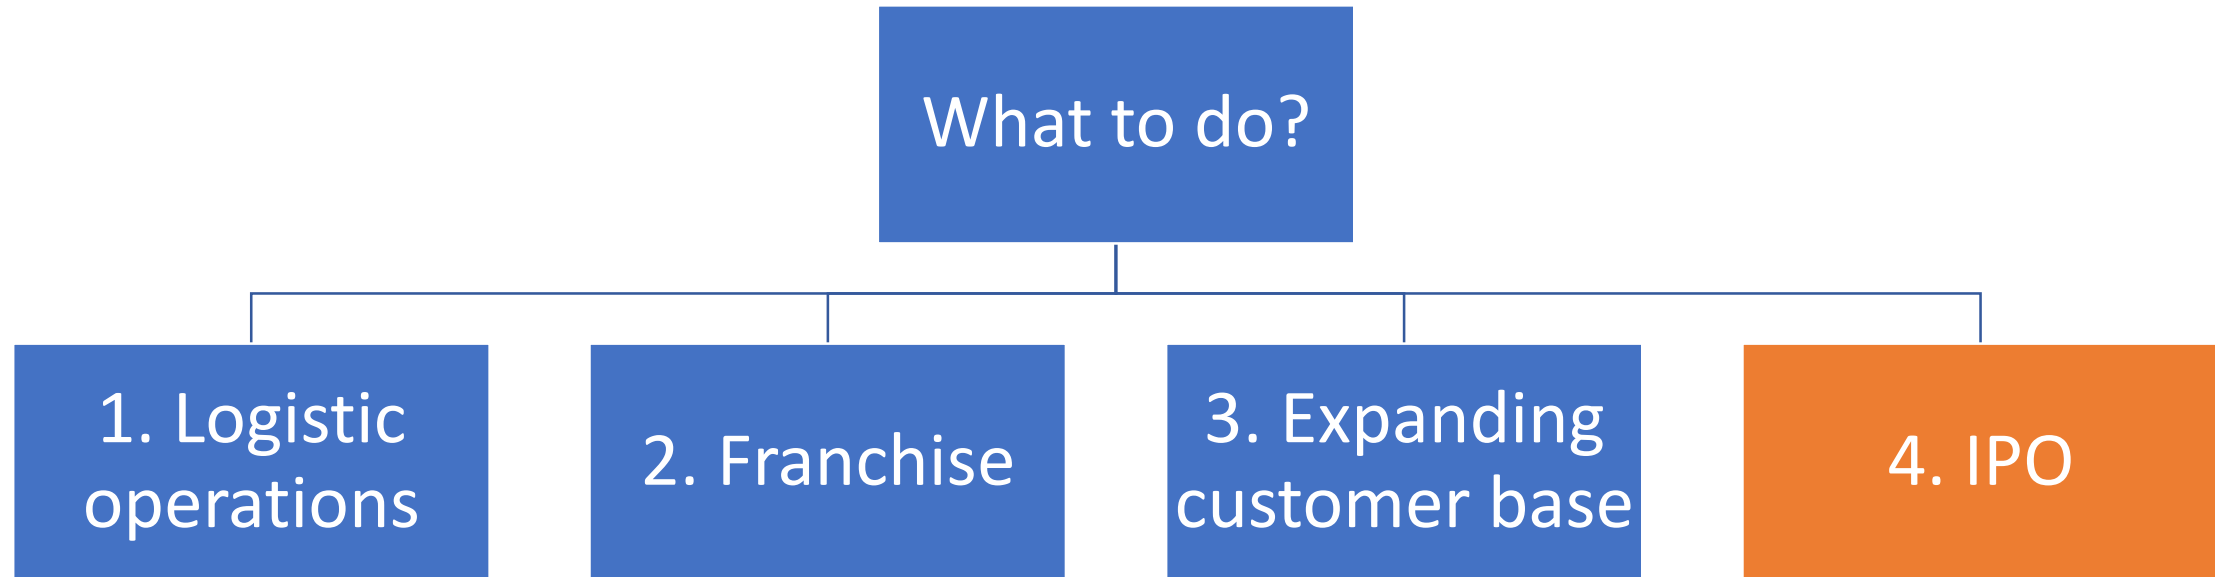 What to do?
1. Logistic
operations
2. Franchise
3. Expanding
customer base
4. IPO